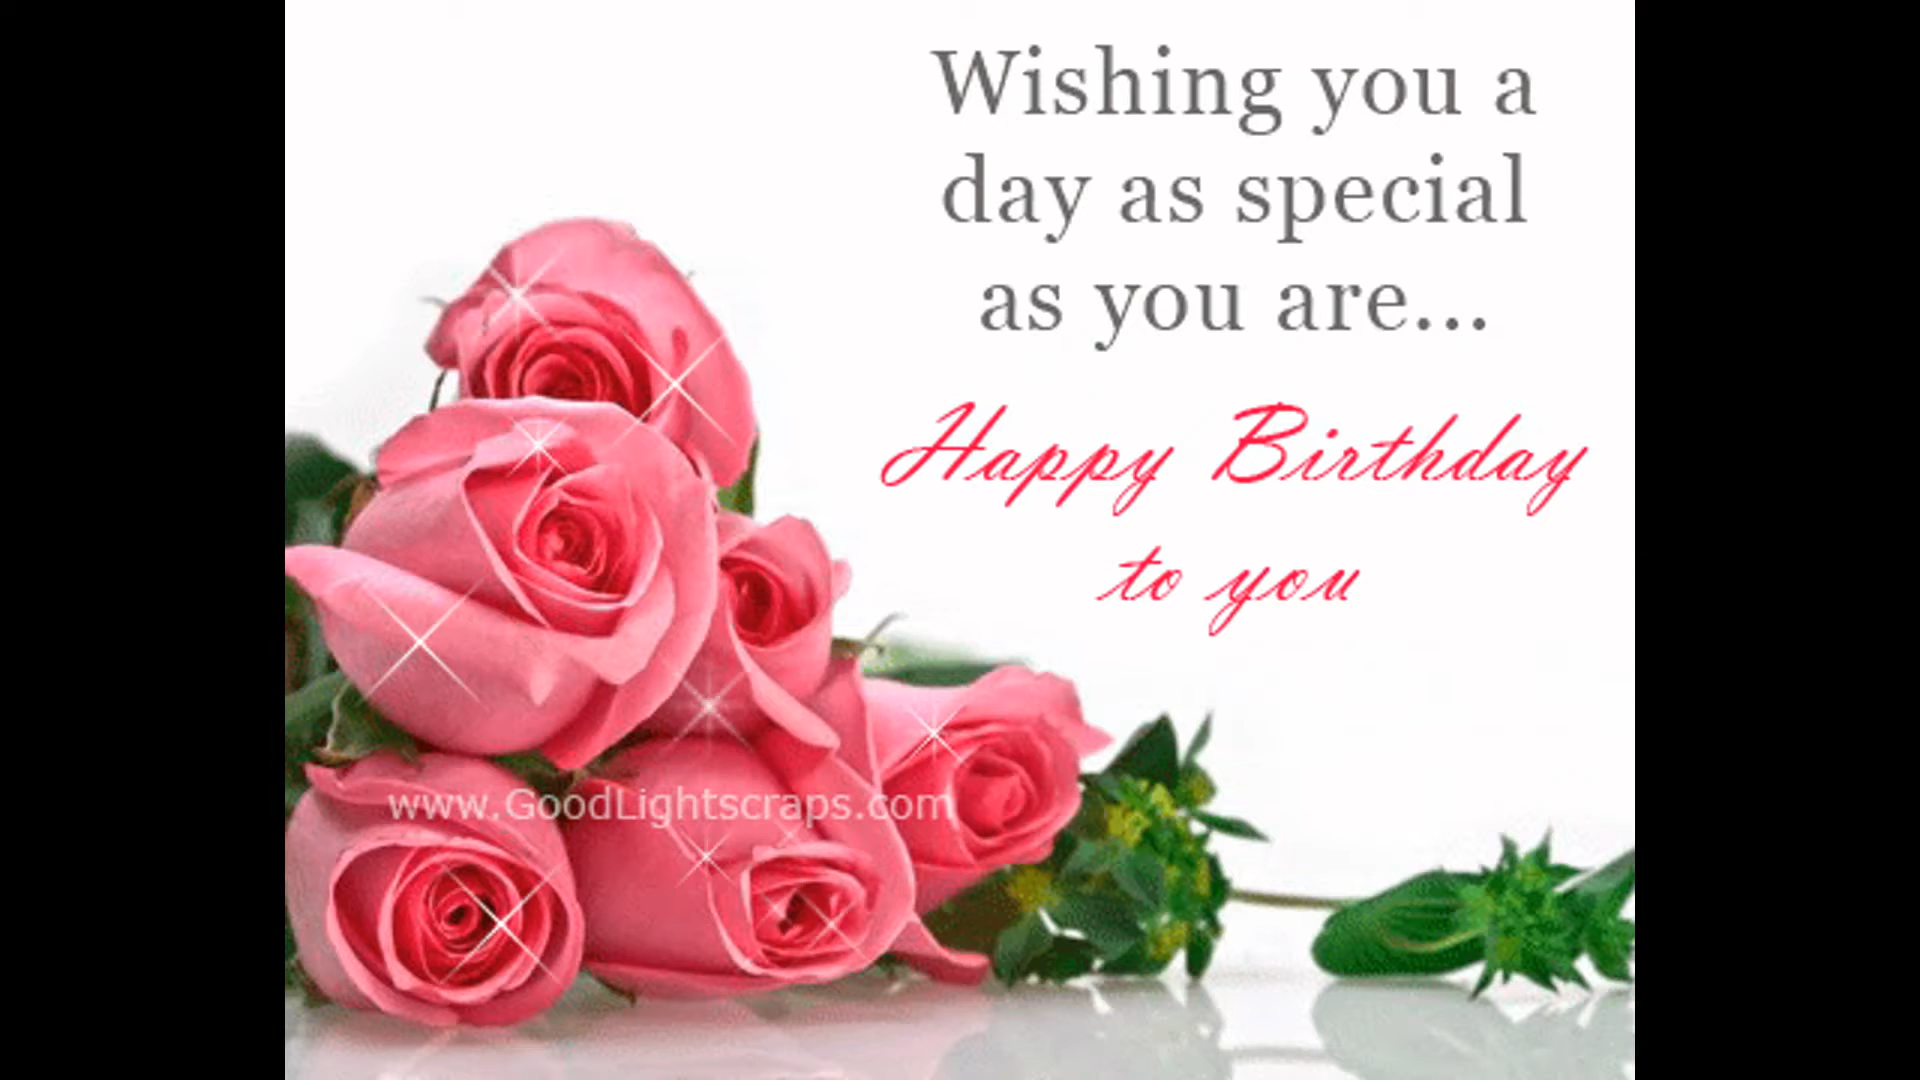 Wishing you a
day as special
as you are...
Happy Birthday
to you
www.GoodLightscraps.com